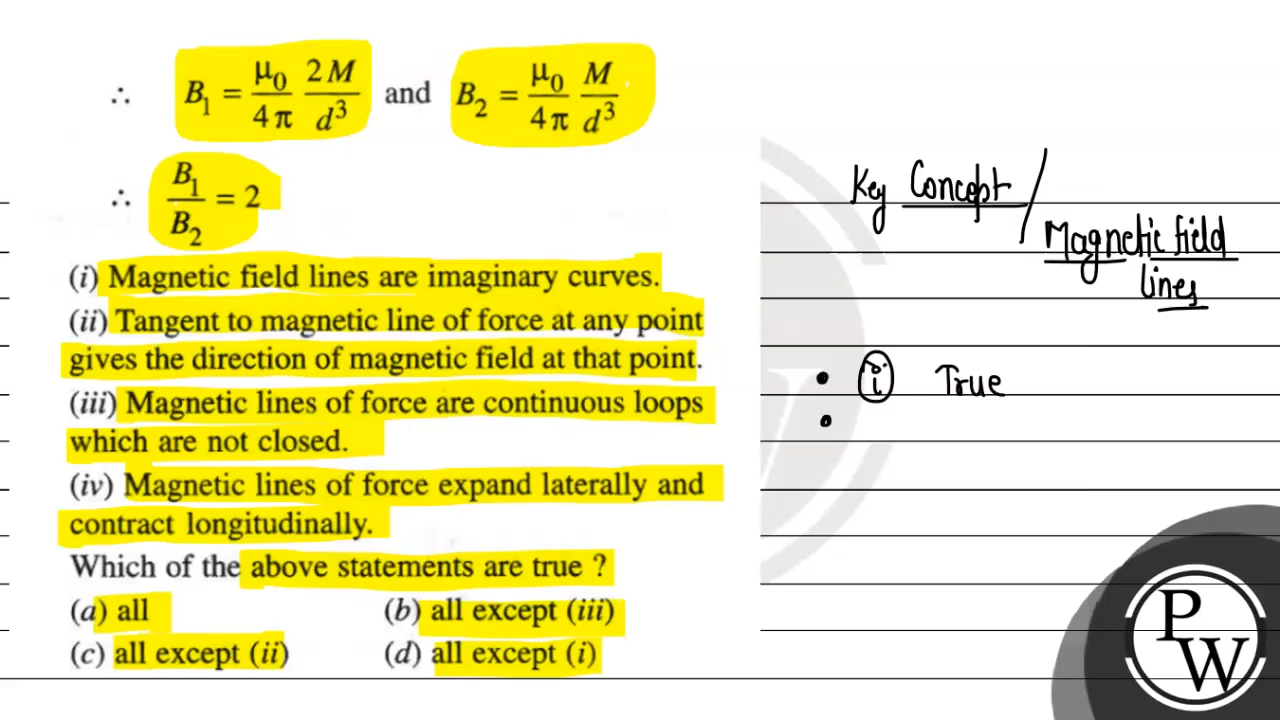 ∴ B₁ = μ₀/4π 2M/d³ and B₂ = μ₀/4π M/d³
∴ B₁/B₂ = 2
(i) Magnetic field lines are imaginary curves.
(ii) Tangent to magnetic line of force at any point
gives the direction of magnetic field at that point.
(iii) Magnetic lines of force are continuous loops
which are not closed.
(iv) Magnetic lines of force expand laterally and
contract longitudinally.
Which of the above statements are true ?
(a) all (b) all except (iii)
(c) all except (ii) (d) all except (i)
Key Concept /
Magnetic field
lines
• i True
•
P
W